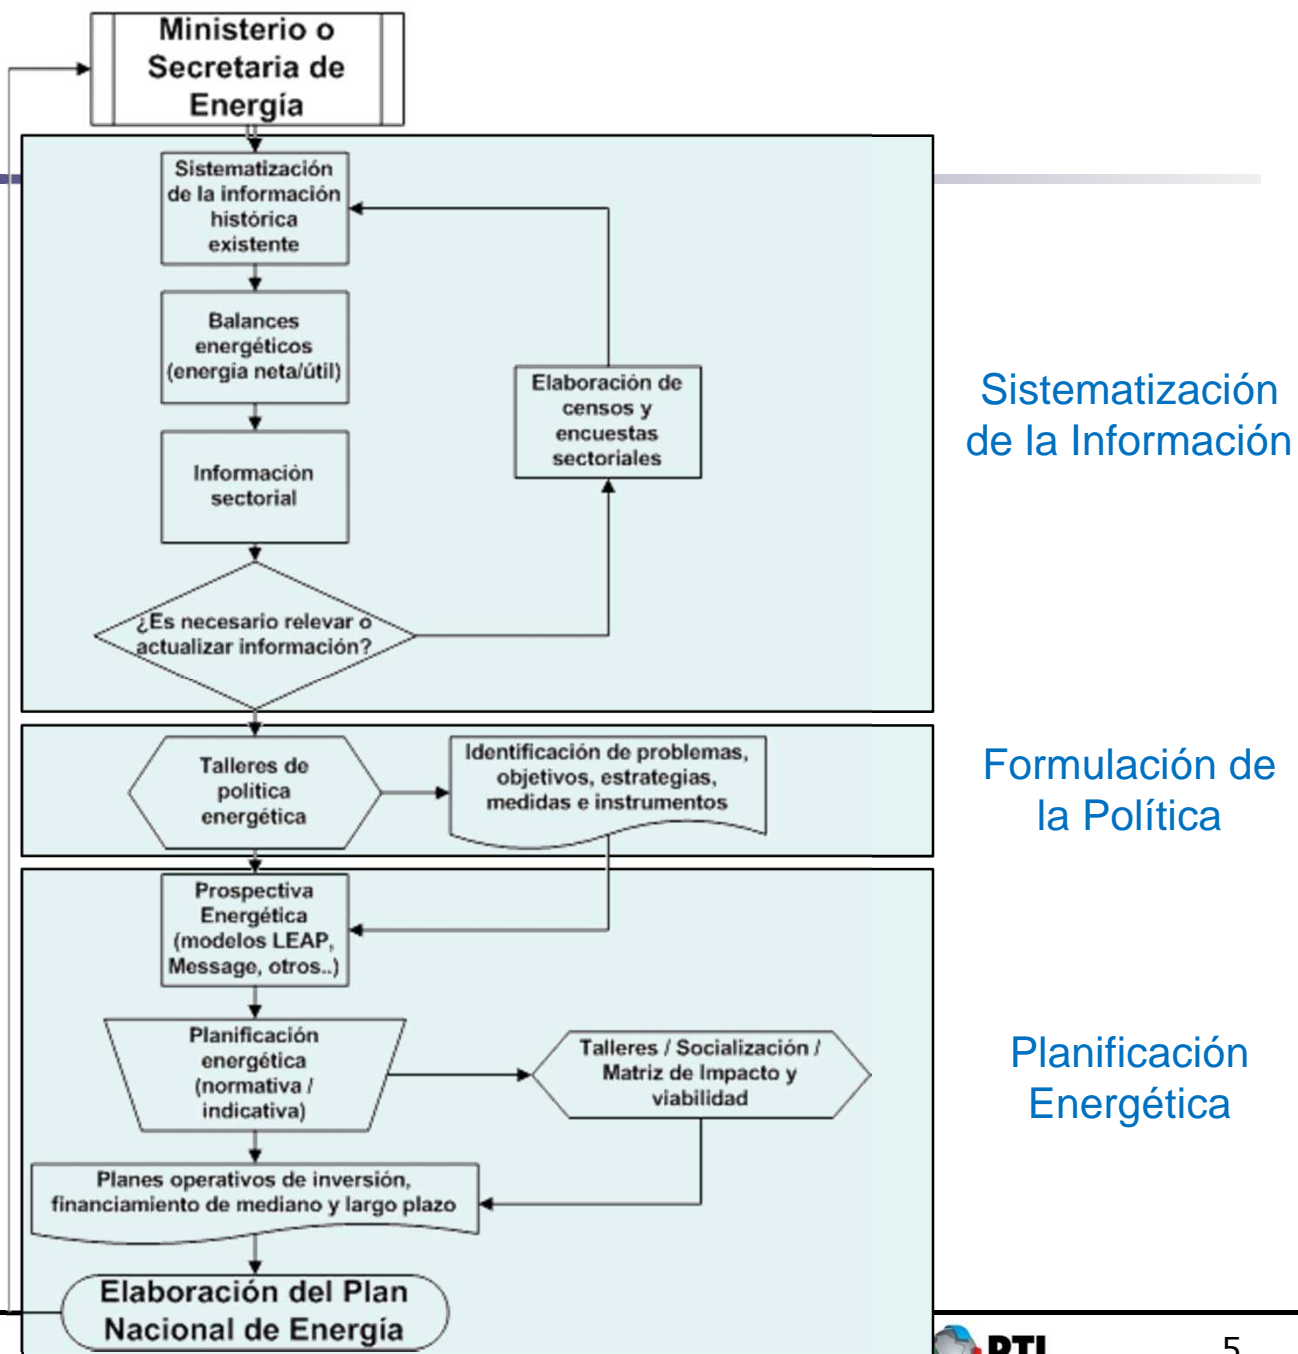 Ministerio o
Secretaria de
Energía
Sistematización
de la información
histórica
existente
Balances
energéticos
(energía neta/útil)
Elaboración de
censos y
encuestas
sectoriales
Información
sectorial
¿Es necesario relevar o
actualizar información?
Sistematización
de la Información
Talleres de
política
energética
Identificación de problemas,
objetivos, estrategias,
medidas e instrumentos
Formulación de
la Política
Prospectiva
Energética
(modelos LEAP,
Message, otros..)
Planificación
energética
(normativa /
indicativa)
Talleres / Socialización /
Matriz de Impacto y
viabilidad
Planificación
Energética
Planes operativos de inversión,
financiamiento de mediano y largo plazo
Elaboración del Plan
Nacional de Energía
5